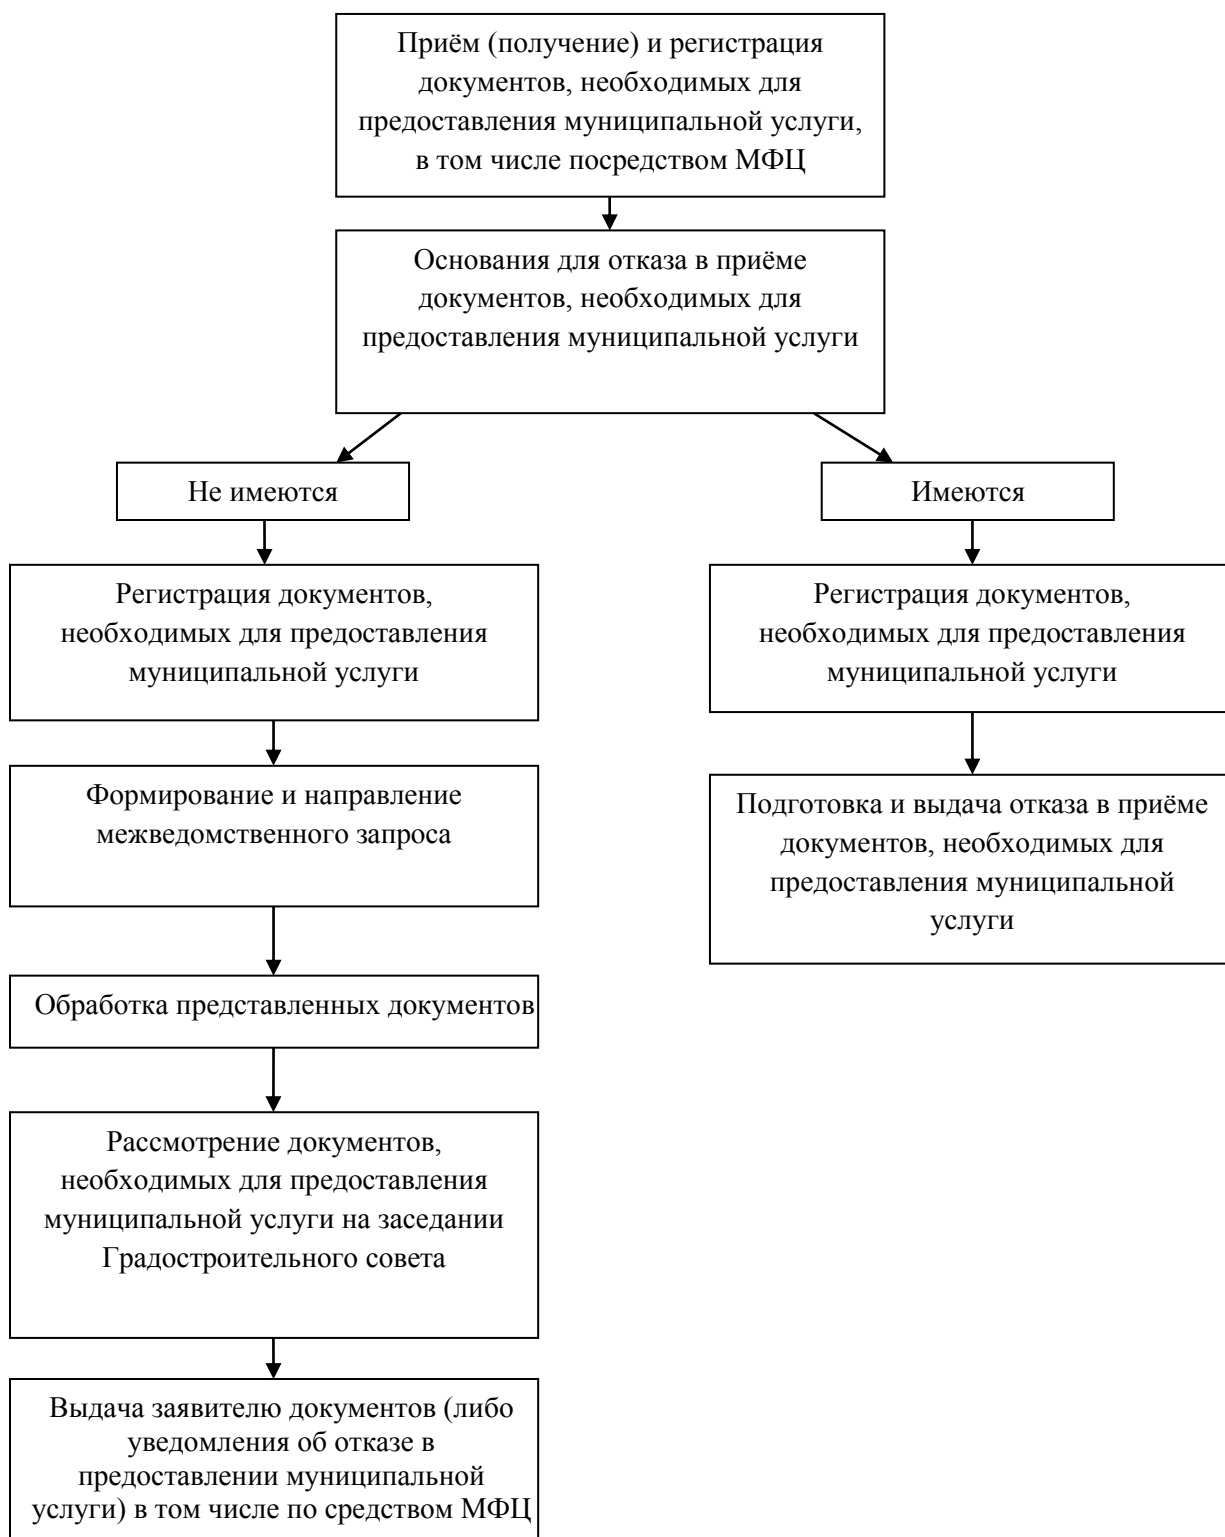 Приём (получение) и регистрация
документов, необходимых для
предоставления муниципальной услуги,
в том числе посредством МФЦ
Основания для отказа в приёме
документов, необходимых для
предоставления муниципальной услуги
Не имеются
Имеются
Регистрация документов,
необходимых для предоставления
муниципальной услуги
Регистрация документов,
необходимых для предоставления
муниципальной услуги
Формирование и направление
межведомственного запроса
Подготовка и выдача отказа в приёме
документов, необходимых для
предоставления муниципальной
услуги
Обработка представленных документов
Рассмотрение документов,
необходимых для предоставления
муниципальной услуги на заседании
Градостроительного совета
Выдача заявителю документов (либо
уведомления об отказе в
предоставлении муниципальной
услуги) в том числе по средством МФЦ